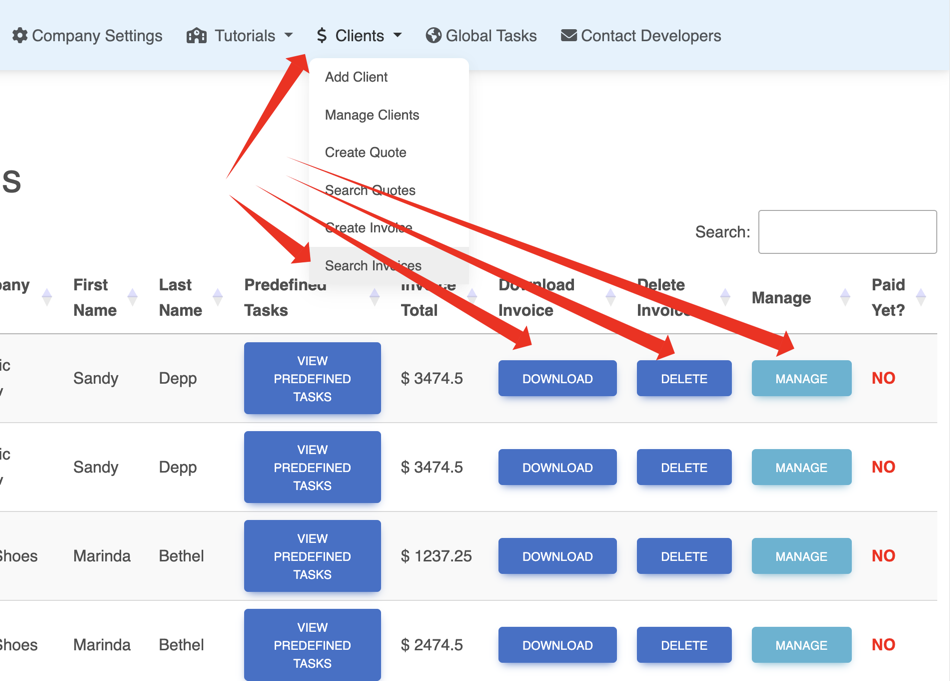 Company Settings Tutorials $ Clients Global Tasks Contact Developers
Add Client
Manage Clients
Create Quote
s
Search Quotes
Create Invoice
Search:
Search Invoices
pany First Name Last Name Predefined Tasks Invoice Total Download Invoice Delete Invoice Manage Paid Yet?
ic
y
Sandy Depp VIEW PREDEFINED TASKS $ 3474.5 DOWNLOAD DELETE MANAGE NO
ic
y
Sandy Depp VIEW PREDEFINED TASKS $ 3474.5 DOWNLOAD DELETE MANAGE NO
Shoes Marinda Bethel VIEW PREDEFINED TASKS $ 1237.25 DOWNLOAD DELETE MANAGE NO
Shoes Marinda Bethel VIEW PREDEFINED TASKS $ 2474.5 DOWNLOAD DELETE MANAGE NO